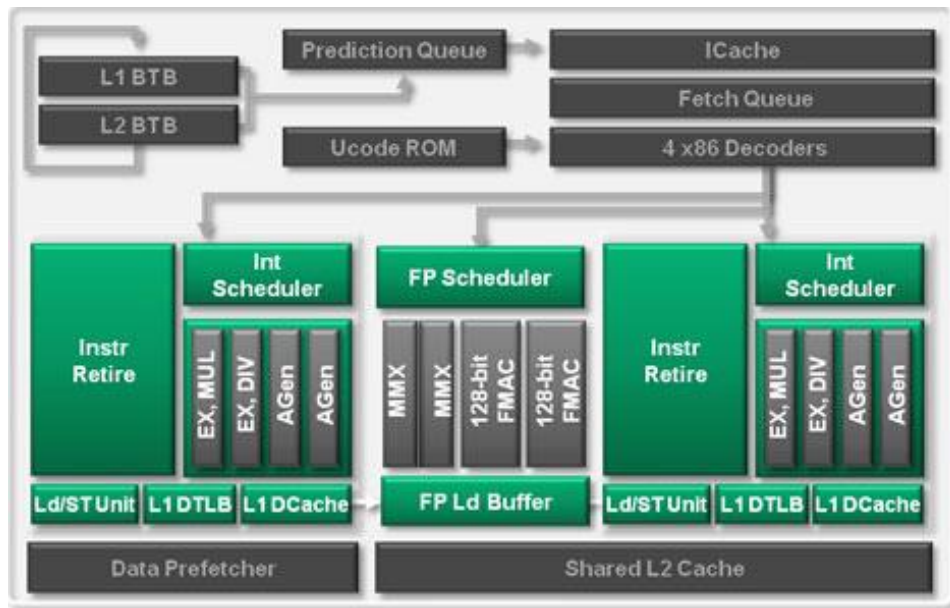 Prediction Queue
ICache
L1 BTB
Fetch Queue
L2 BTB
Ucode ROM
4 x86 Decoders
Instr
Retire
Int
Scheduler
EX, MUL
EX, DIV
AGen
AGen
FP Scheduler
MMX
MMX
128-bit
FMAC
128-bit
FMAC
Instr
Retire
Int
Scheduler
EX, MUL
EX, DIV
AGen
AGen
Ld/ST Unit
L1 DTLB
L1 DCache
FP Ld Buffer
Ld/ST Unit
L1 DTLB
L1 DCache
Data Prefetcher
Shared L2 Cache